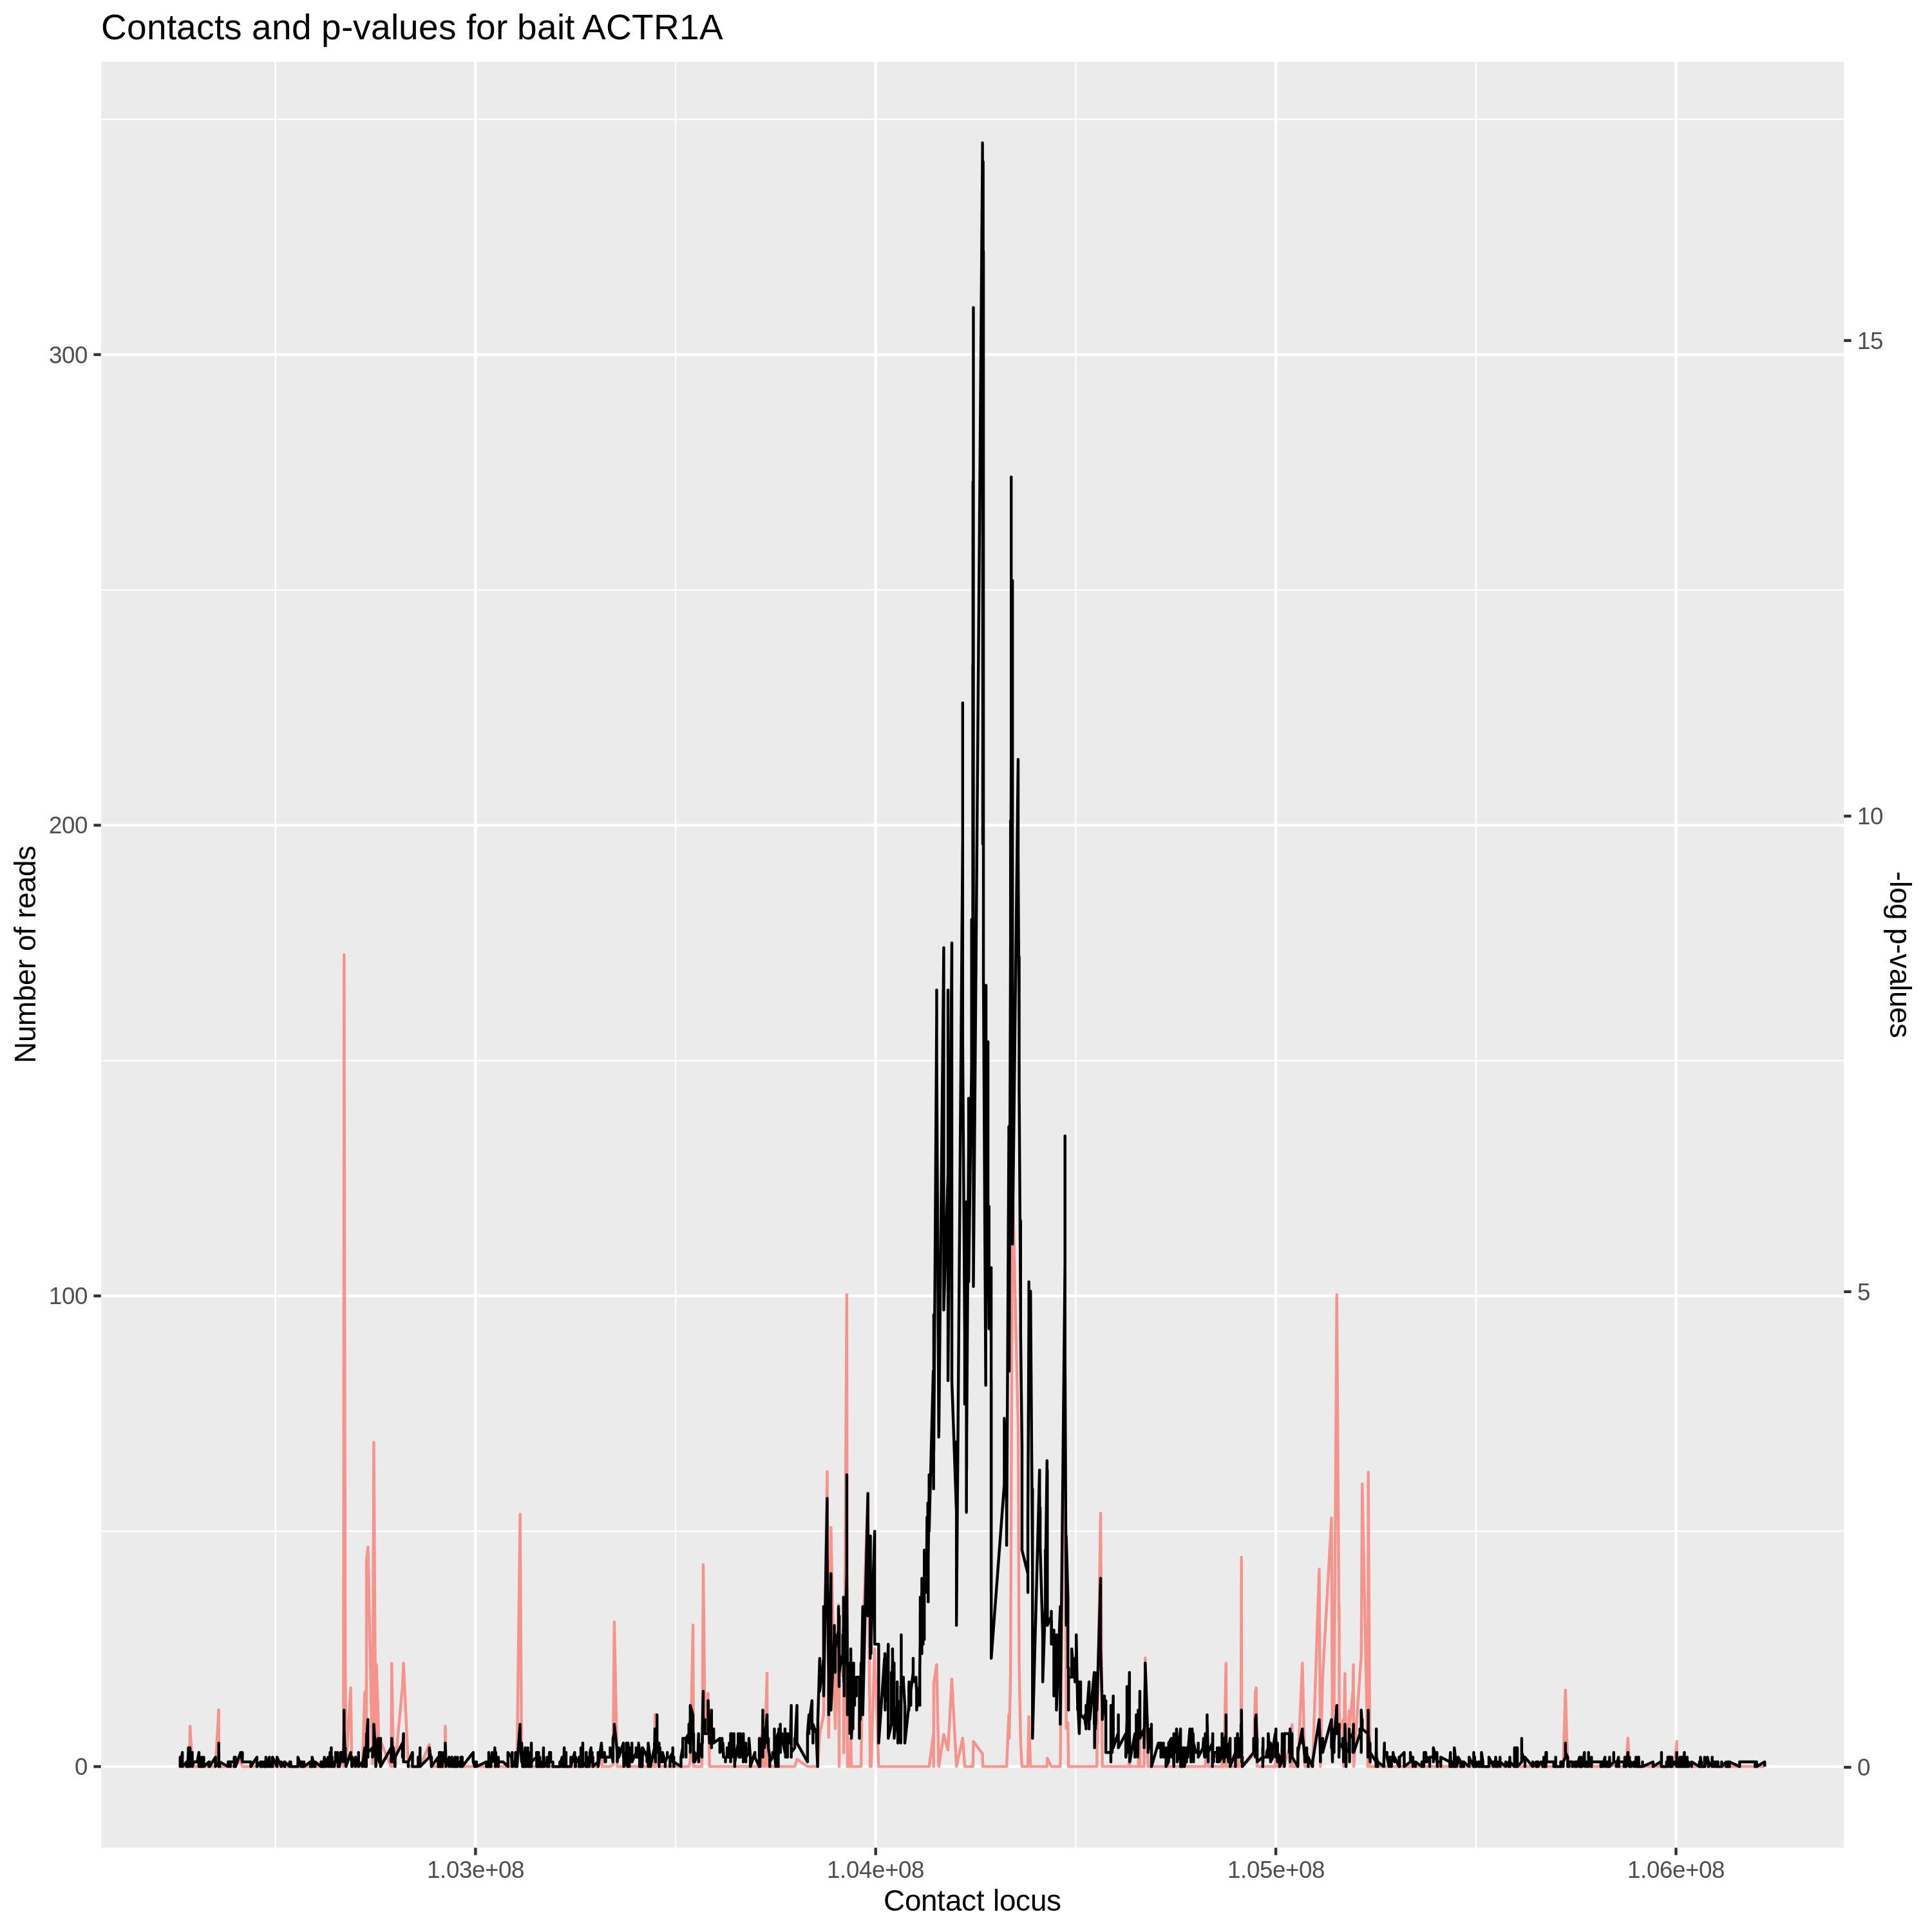 Contacts and p-values for bait ACTR1A
Number of reads
300
200
100
0
15
10
5
0
-log p-values
1.03e+08
1.04e+08
1.05e+08
1.06e+08
Contact locus